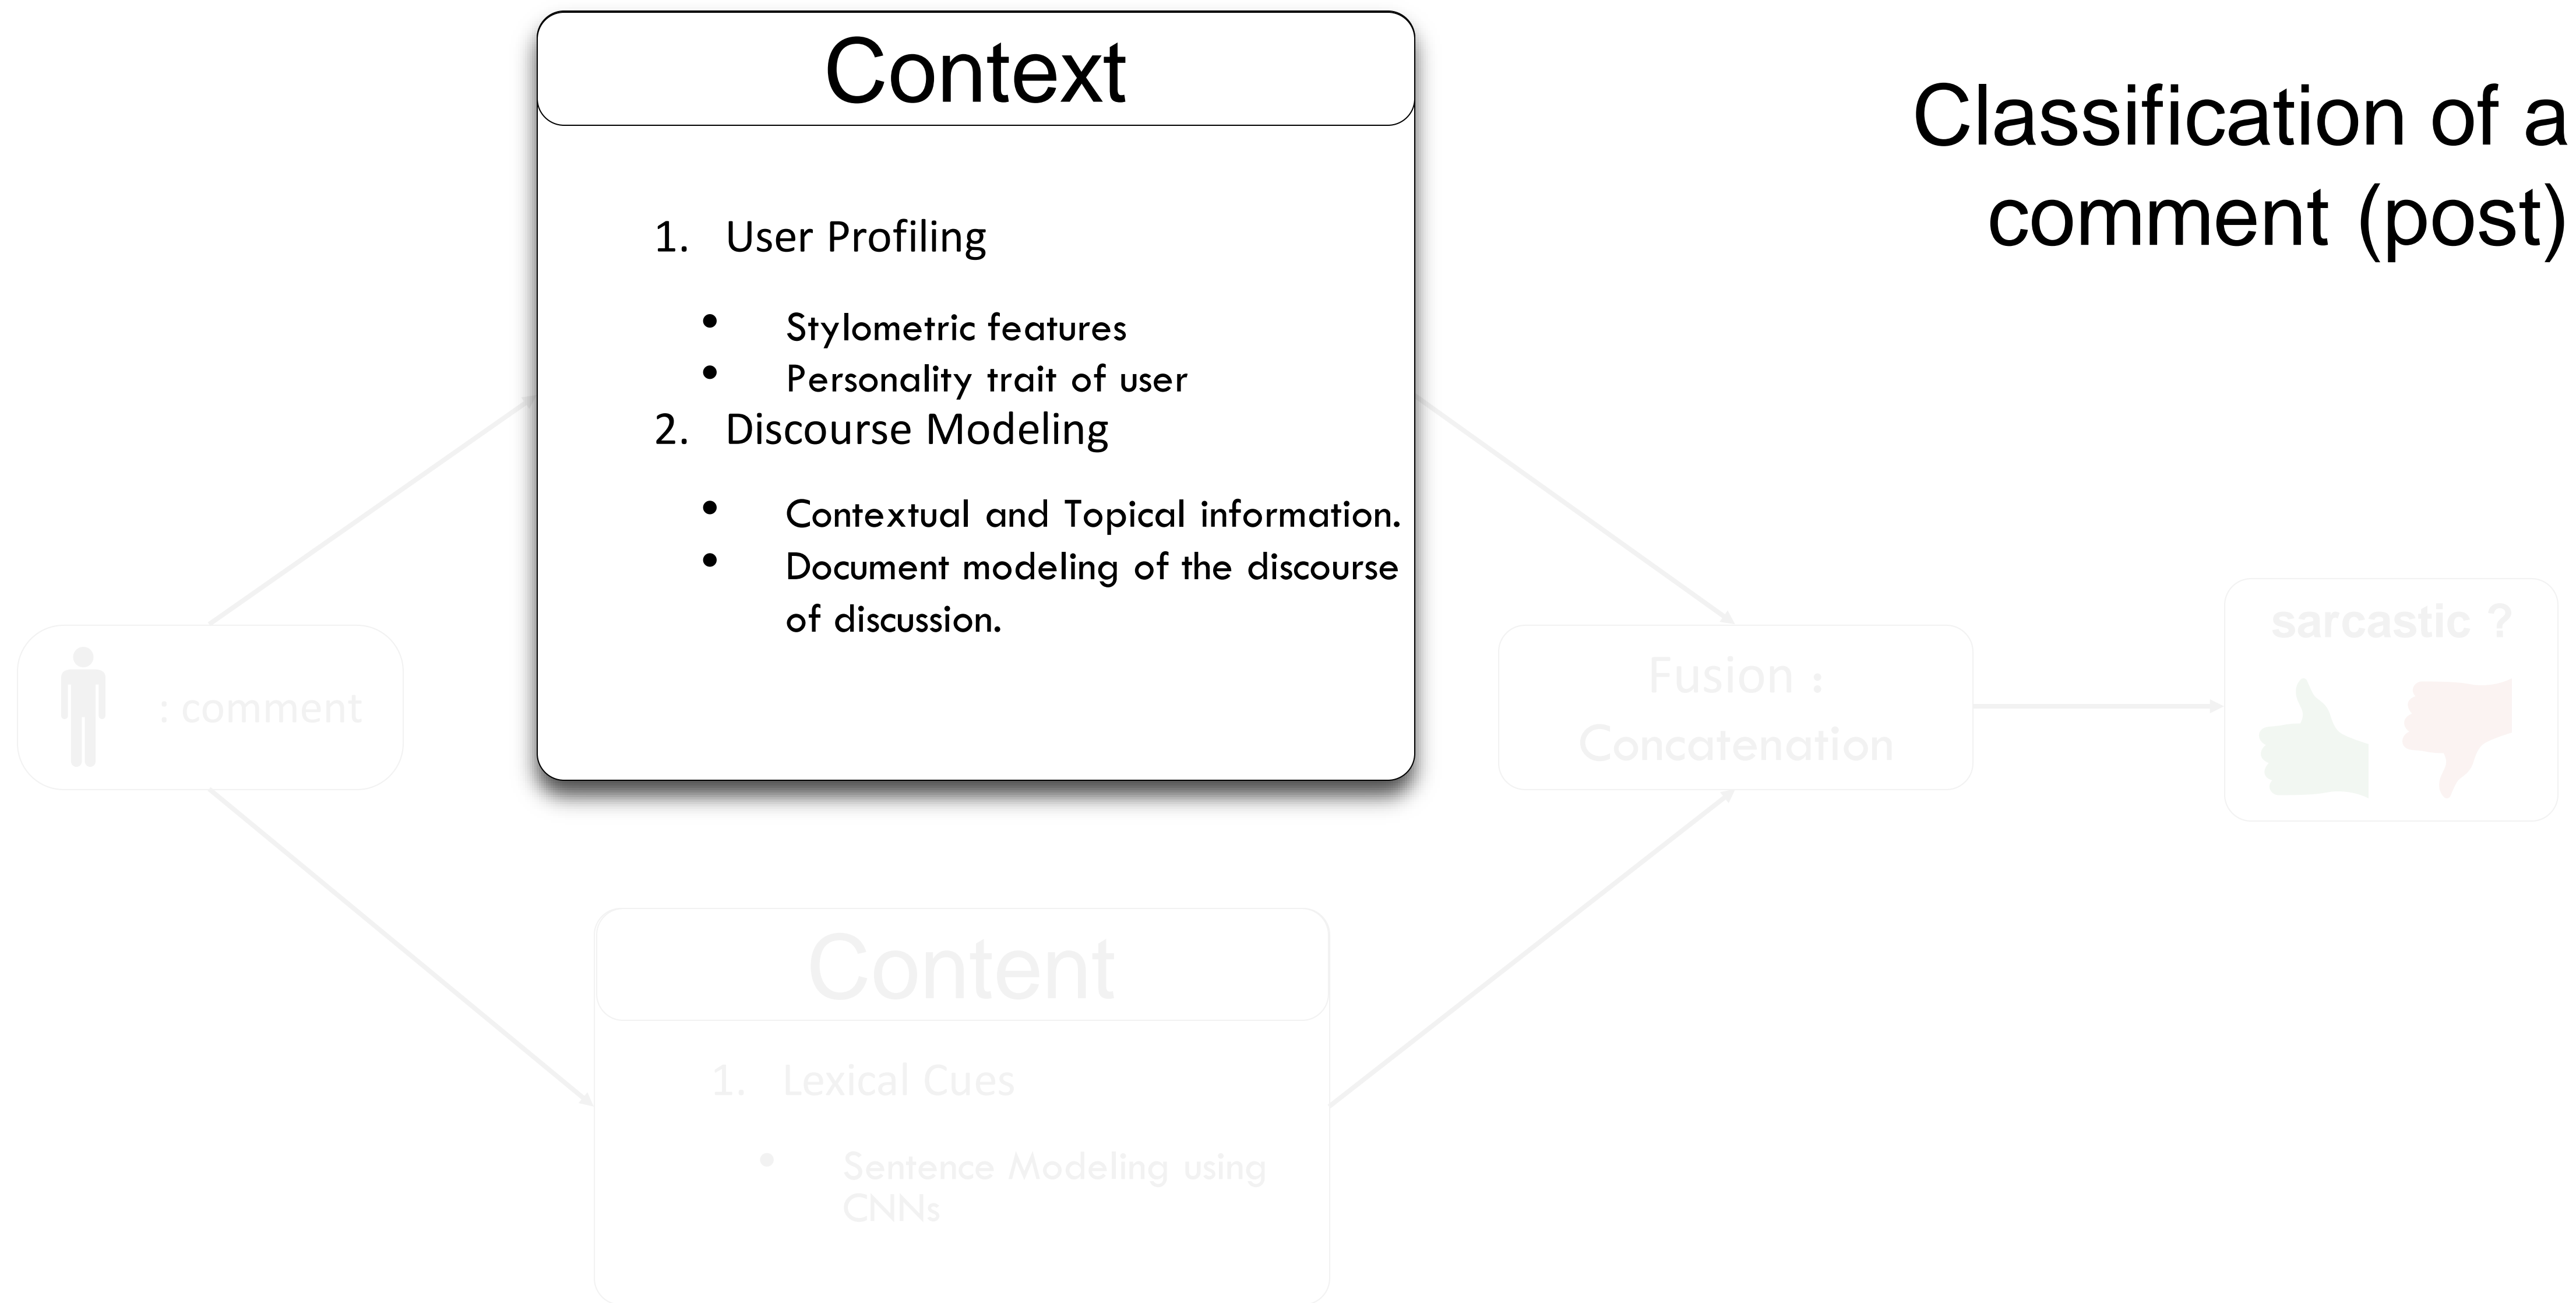 Context
Classification of a
comment (post)
1. User Profiling
• Stylometric features
• Personality trait of user
2. Discourse Modeling
• Contextual and Topical information.
• Document modeling of the discourse
of discussion.
: comment
Fusion :
Concatenation
sarcastic ?
Content
1. Lexical Cues
• Sentence Modeling using
CNNs